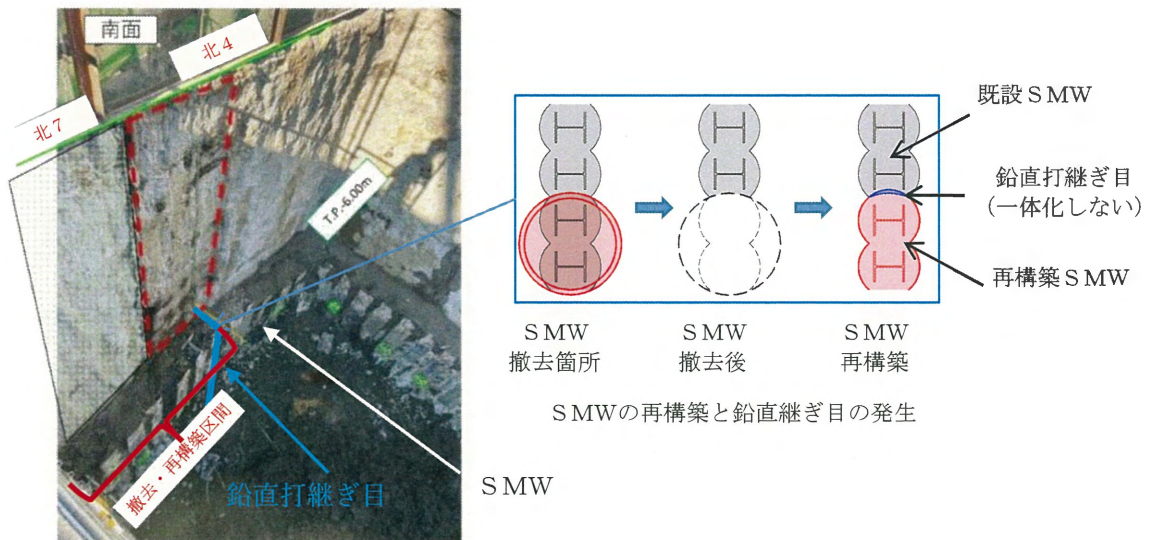 南面
北4
北7
T.P.-6.00m
撤去・再構築区間
鉛直打継ぎ目
SMW
既設SMW
鉛直打継ぎ目
（一体化しない）
再構築SMW
SMW
撤去箇所
SMW
撤去後
SMW
再構築
SMWの再構築と鉛直継ぎ目の発生